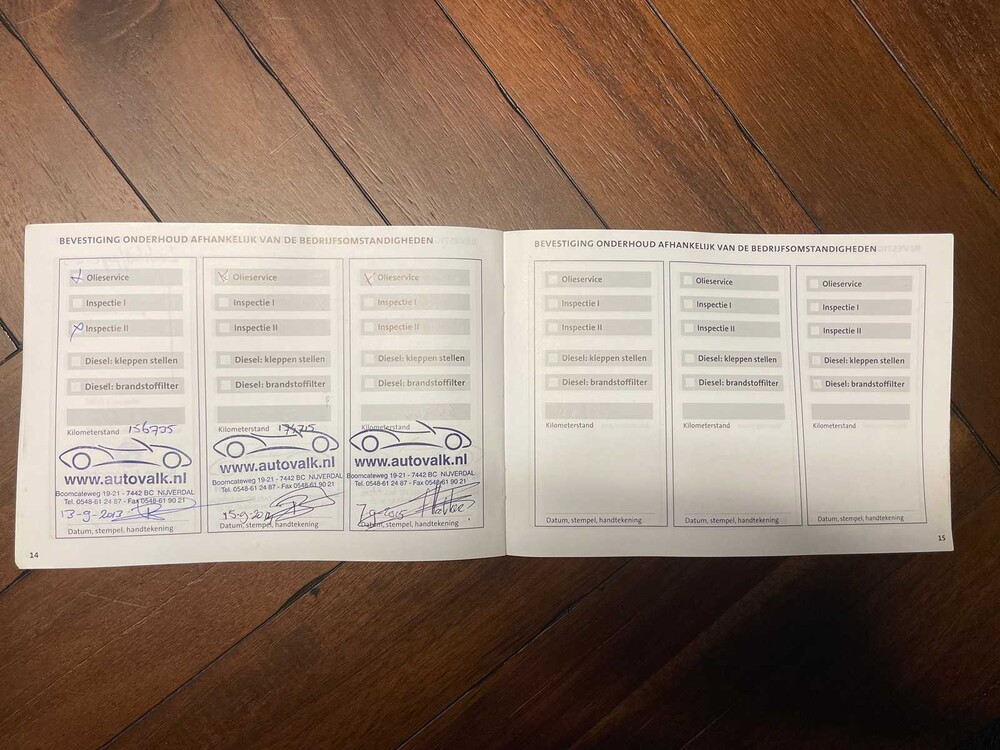 BEVESTIGING ONDERHOUD AFHANKELIJK VAN DE BEDRIJFSOMSTANDIGHEDEN
Olieservice
Inspectie I
Inspectie II
Diesel: kleppen stellen
Diesel: brandstoffilter
Kilometerstand 156735
www.autovalk.nl
Boomcateweg 19-21 - 7442 BC NIJVERDAL
Tel. 0548-61 24 87 - Fax 0548-61 90 21
13-9-2013
Datum, stempel, handtekening
Olieservice
Inspectie I
Inspectie II
Diesel: kleppen stellen
Diesel: brandstoffilter
Kilometerstand
www.autovalk.nl
Boomcateweg 19-21 - 7442 BC NIJVERDAL
Tel. 0548-61 24 87 - Fax 0548-61 90 21
Datum, stempel, handtekening
Olieservice
Inspectie I
Inspectie II
Diesel: kleppen stellen
Diesel: brandstoffilter
Kilometerstand
www.autovalk.nl
Boomcateweg 19-21 - 7442 BC NIJVERDAL
Tel. 0548-61 24 87 - Fax 0548-61 90 21
Datum, stempel, handtekening
14
BEVESTIGING ONDERHOUD AFHANKELIJK VAN DE BEDRIJFSOMSTANDIGHEDEN
Olieservice
Inspectie I
Inspectie II
Diesel: kleppen stellen
Diesel: brandstoffilter
Kilometerstand
Datum, stempel, handtekening
Olieservice
Inspectie I
Inspectie II
Diesel: kleppen stellen
Diesel: brandstoffilter
Kilometerstand
Datum, stempel, handtekening
Olieservice
Inspectie I
Inspectie II
Diesel: kleppen stellen
Diesel: brandstoffilter
Kilometerstand
Datum, stempel, handtekening
15